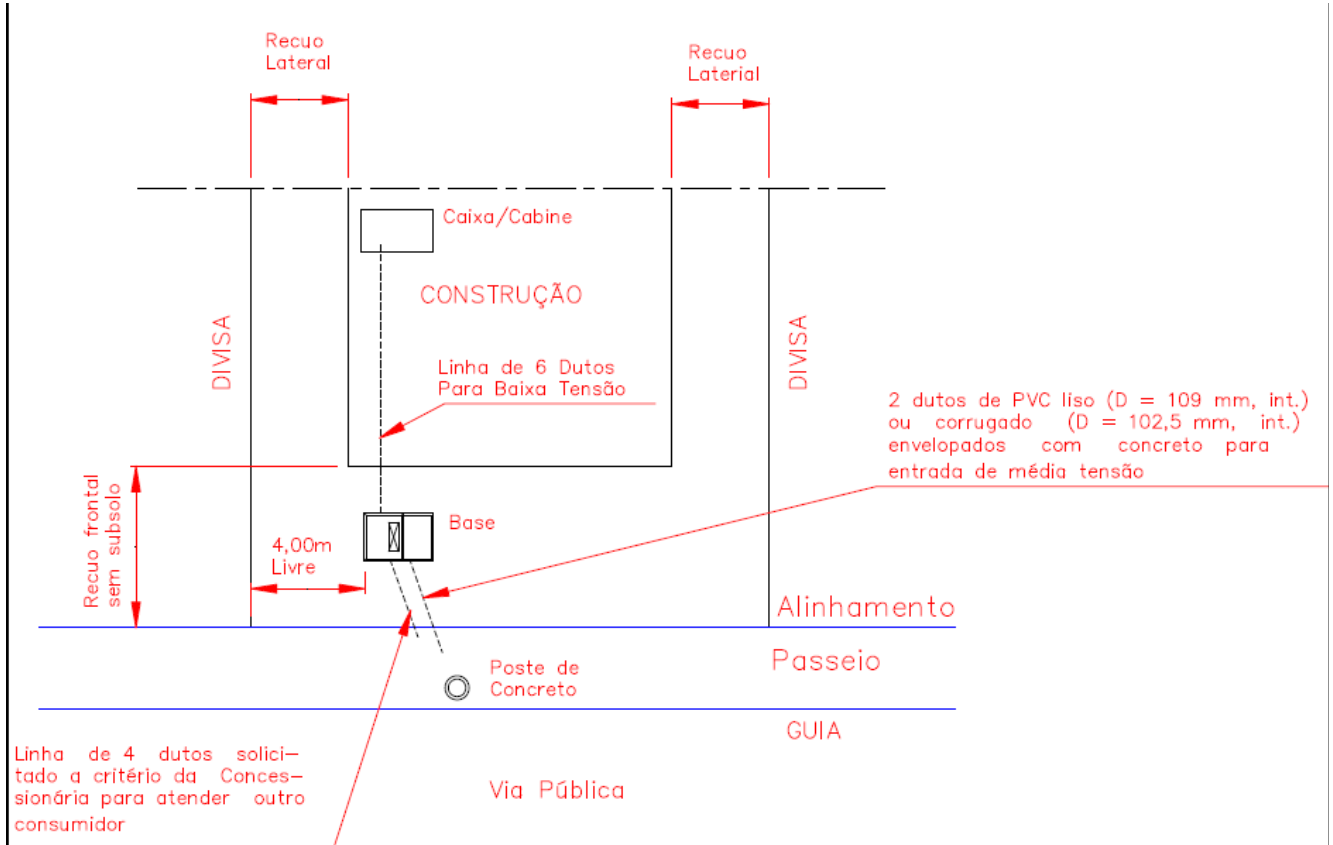 Recuo
Lateral
Recuo
Laterial
Caixa/Cabine
CONSTRUÇÃO
DIVISA
DIVISA
Linha de 6 Dutos
Para Baixa Tensão
2 dutos de PVC liso (D = 109 mm, int.)
ou corrugado (D = 102,5 mm, int.)
envelopados com concreto para
entrada de média tensão
Recuo frontal
sem subsolo
4,00m
Livre
Base
Alinhamento
Passeio
Poste de
Concreto
GUIA
Linha de 4 dutos solici-
tado a critério da Conces-
sionária para atender outro
consumidor
Via Pública